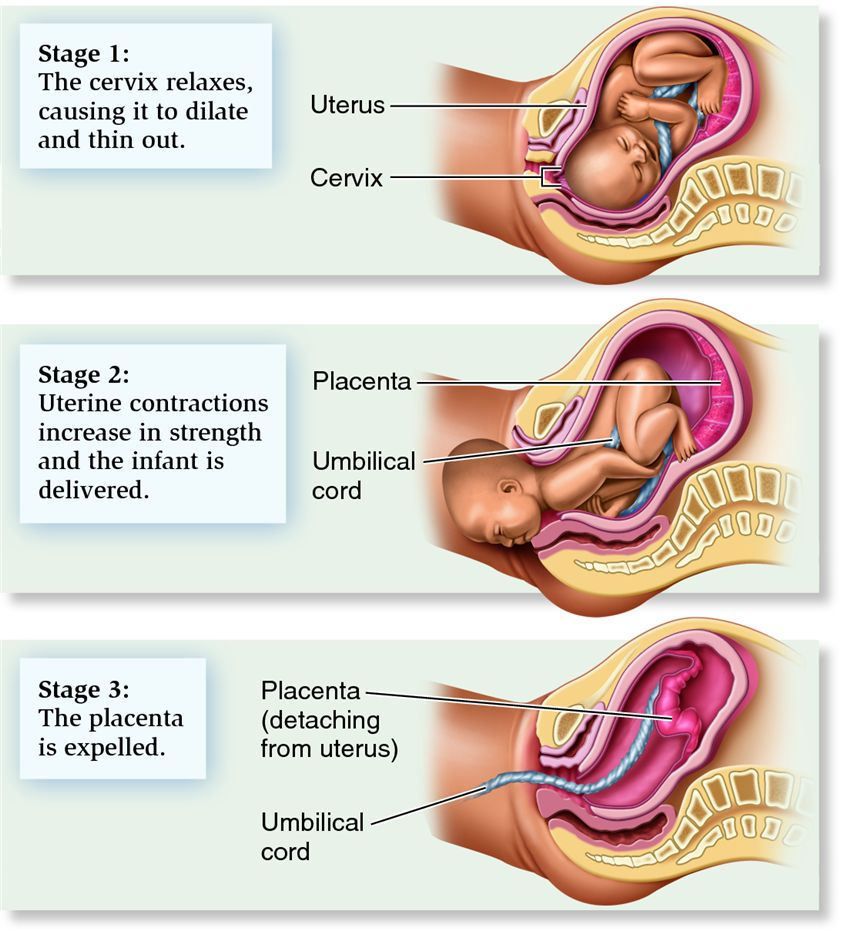 Stage 1:
The cervix relaxes,
causing it to dilate
and thin out.
Uterus
Cervix
Stage 2:
Uterine contractions
increase in strength
and the infant is
delivered.
Placenta
Umbilical
cord
Stage 3:
The placenta
is expelled.
Placenta
(detaching
from uterus)
Umbilical
cord